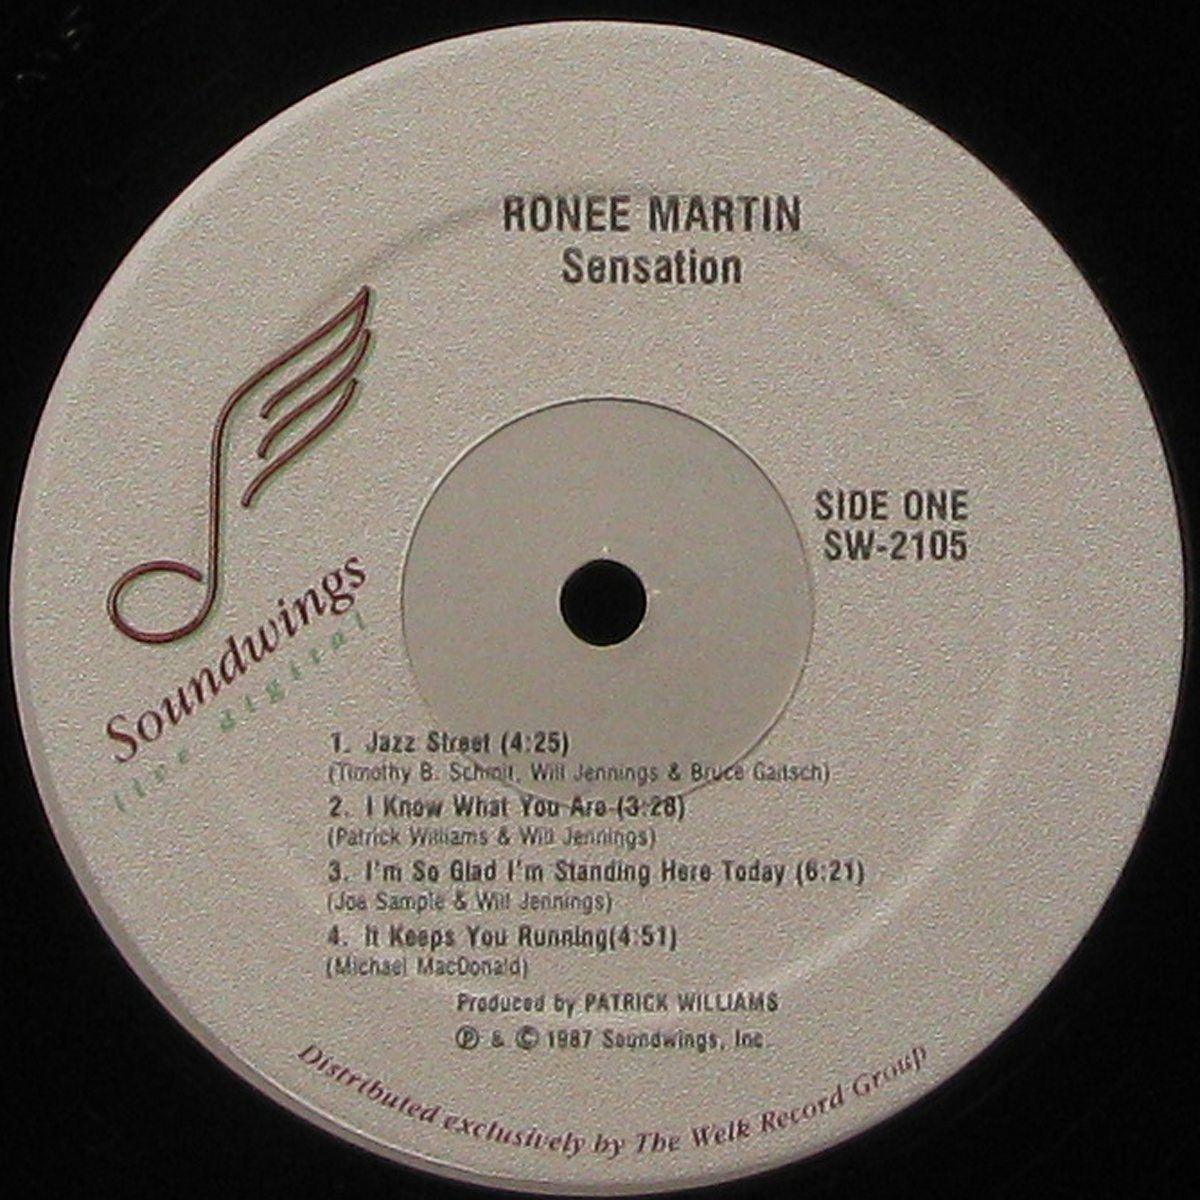 RONEE MARTIN
Sensation
SIDE ONE
SW-2105
Soundwings
live digital
1. Jazz Street (4:25)
(Timothy B. Schmit, Will Jennings & Bruce Gaitsch)
2. I Know What You Are (3:28)
(Patrick Williams & Will Jennings)
3. I'm So Glad I'm Standing Here Today (6:21)
(Joe Sample & Will Jennings)
4. It Keeps You Running(4:51)
(Michael MacDonald)
Produced by PATRICK WILLIAMS
℗ & © 1987 Soundwings, Inc.
Distributed exclusively by The Welk Record Group